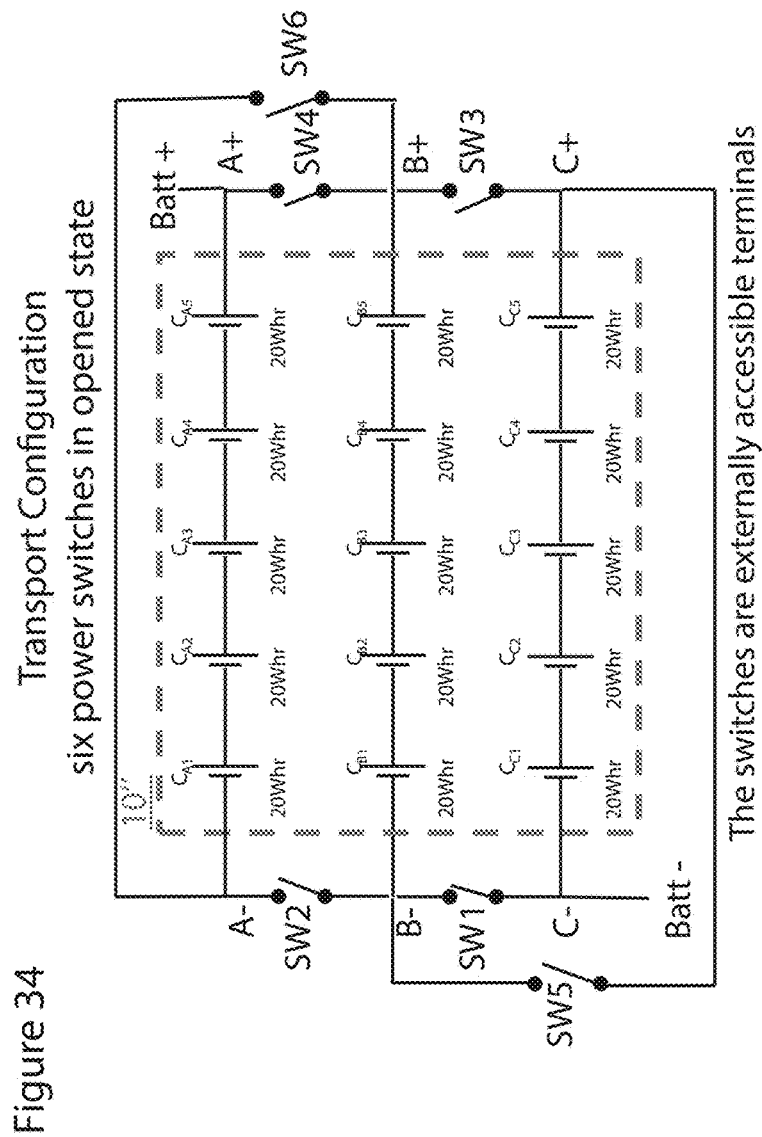 Figure 34
Transport Configuration
six power switches in opened state
10''
Batt +
A-
A+
C_A1
C_A2
C_A3
C_A4
C_A5
20Whr
20Whr
20Whr
20Whr
20Whr
SW2
SW4
SW6
B-
B+
C_B1
C_B2
C_B3
C_B4
C_B5
20Whr
20Whr
20Whr
20Whr
20Whr
SW1
SW3
C-
C+
C_C1
C_C2
C_C3
C_C4
C_C5
20Whr
20Whr
20Whr
20Whr
20Whr
SW5
Batt -
The switches are externally accessible terminals